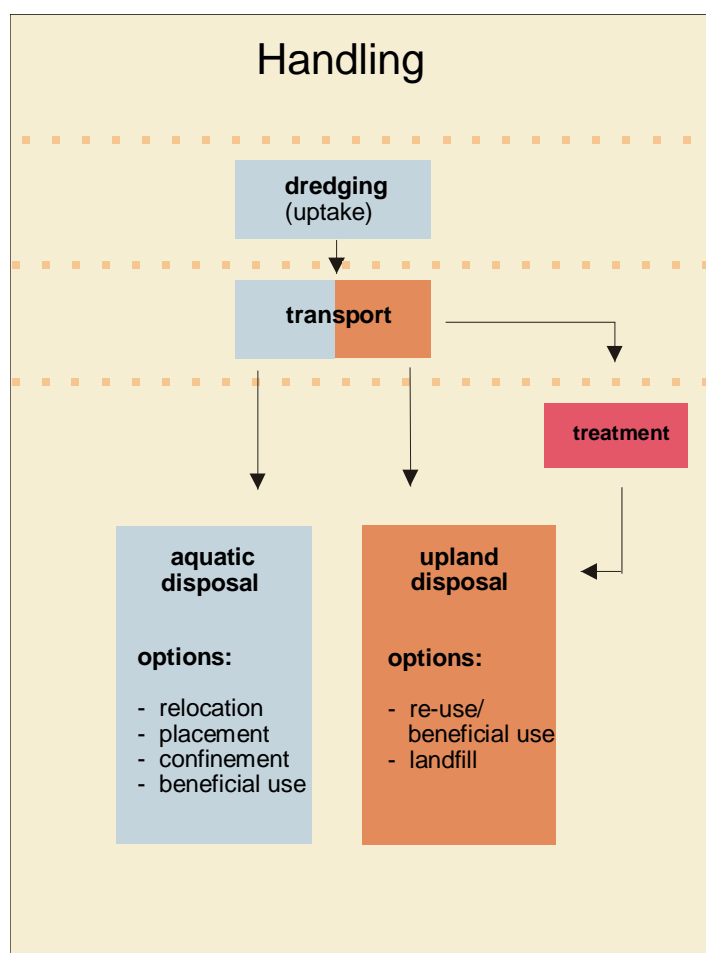 Handling
dredging
(uptake)
transport
treatment
aquatic
disposal
options:
- relocation
- placement
- confinement
- beneficial use
upland
disposal
options:
- re-use/
beneficial use
- landfill